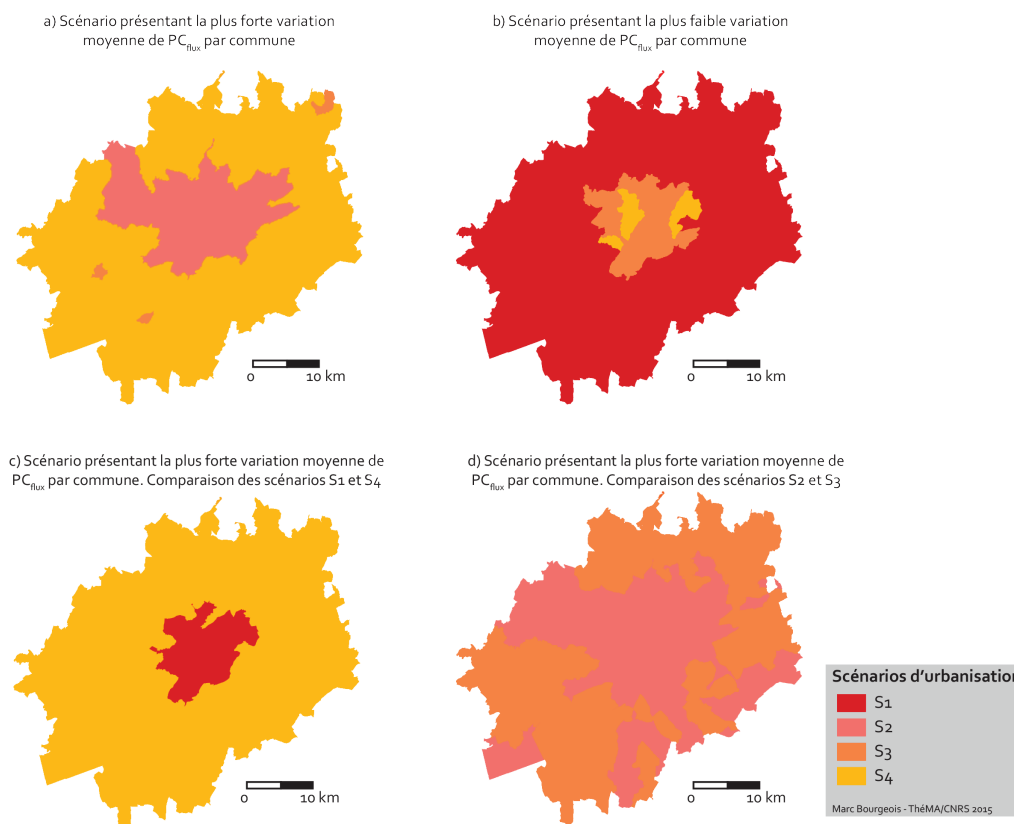 a) Scénario présentant la plus forte variation
moyenne de PCflux par commune
b) Scénario présentant la plus faible variation
moyenne de PCflux par commune
0 10 km
0 10 km
c) Scénario présentant la plus forte variation moyenne de
PCflux par commune. Comparaison des scénarios S1 et S4
d) Scénario présentant la plus forte variation moyenne de
PCflux par commune. Comparaison des scénarios S2 et S3
0 10 km
Scénarios d'urbanisation
S1
S2
S3
S4
Marc Bourgeois - ThéMA/CNRS 2015